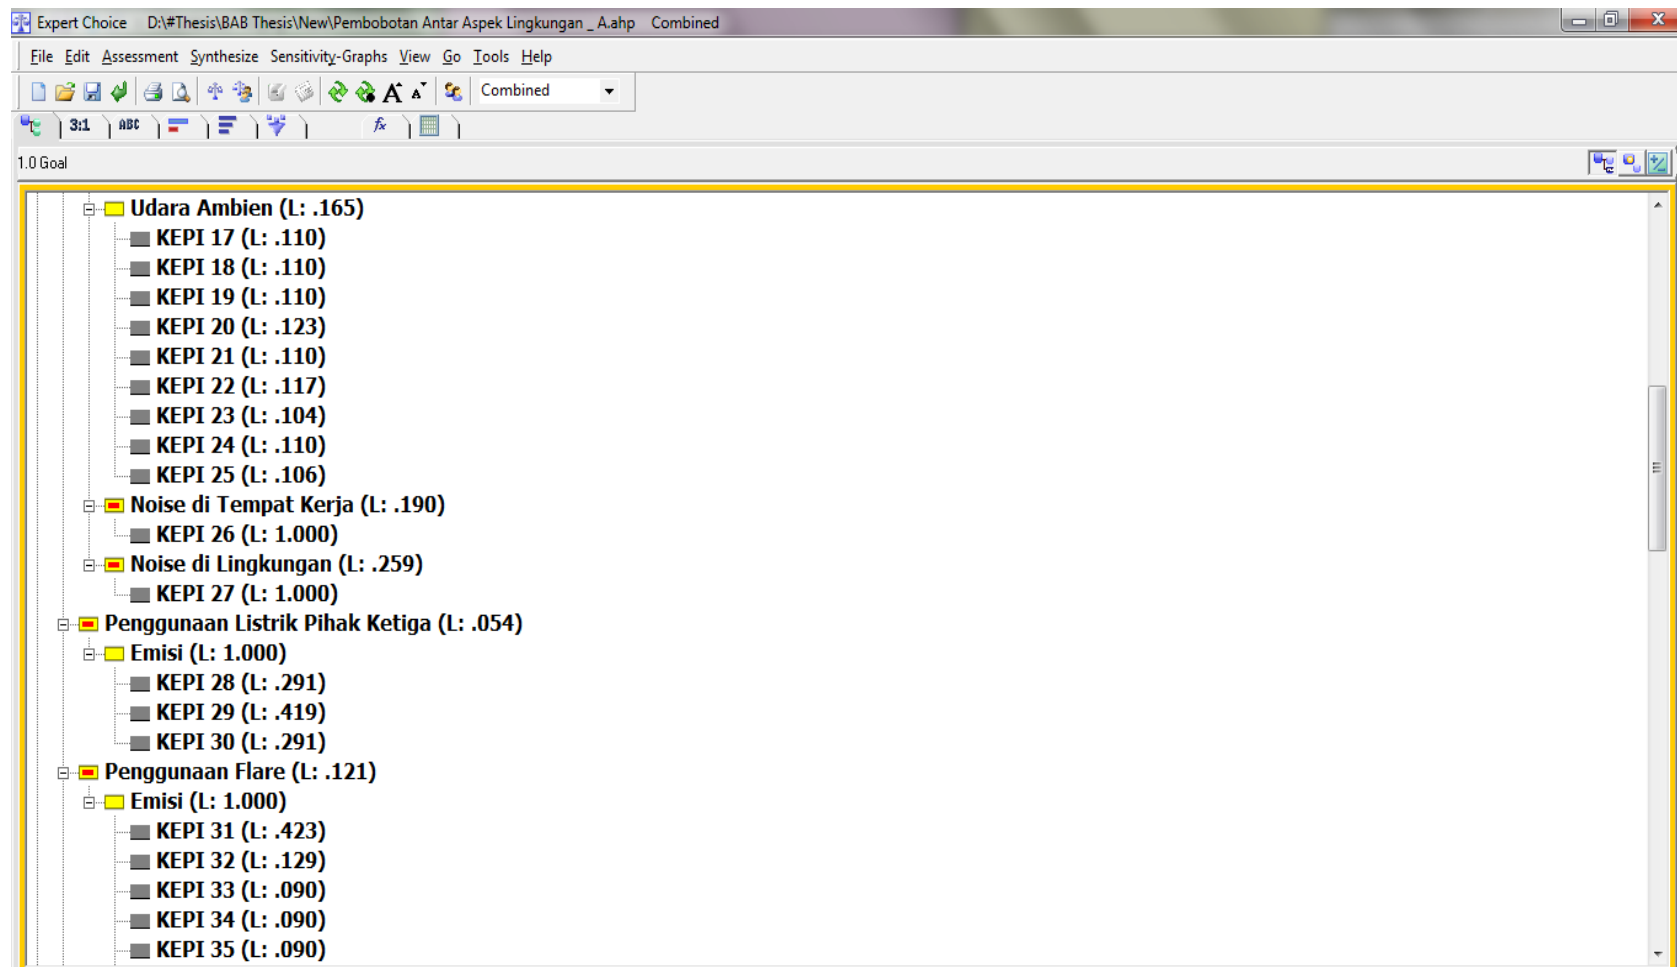 Expert Choice D:\#Thesis\BAB Thesis\New\Pembobotan Antar Aspek Lingkungan _ A.ahp Combined
File Edit Assessment Synthesize Sensitivity-Graphs View Go Tools Help
Combined
3:1 ABC fx
1.0 Goal
Udara Ambien (L: .165)
KEPI 17 (L: .110)
KEPI 18 (L: .110)
KEPI 19 (L: .110)
KEPI 20 (L: .123)
KEPI 21 (L: .110)
KEPI 22 (L: .117)
KEPI 23 (L: .104)
KEPI 24 (L: .110)
KEPI 25 (L: .106)
Noise di Tempat Kerja (L: .190)
KEPI 26 (L: 1.000)
Noise di Lingkungan (L: .259)
KEPI 27 (L: 1.000)
Penggunaan Listrik Pihak Ketiga (L: .054)
Emisi (L: 1.000)
KEPI 28 (L: .291)
KEPI 29 (L: .419)
KEPI 30 (L: .291)
Penggunaan Flare (L: .121)
Emisi (L: 1.000)
KEPI 31 (L: .423)
KEPI 32 (L: .129)
KEPI 33 (L: .090)
KEPI 34 (L: .090)
KEPI 35 (L: .090)